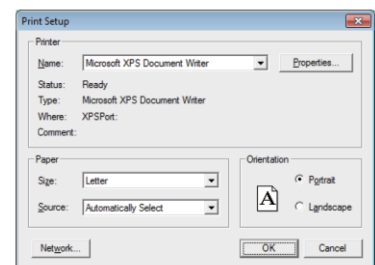 Print Setup
Printer
Name: Microsoft XPS Document Writer Properties...
Status: Ready
Type: Microsoft XPS Document Writer
Where: XPSPort:
Comment:
Paper Orientation
Size: Letter Portrait
A
Source: Automatically Select Landscape
Network... OK Cancel